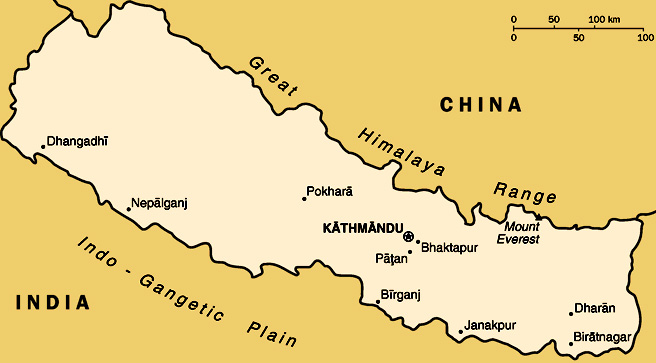 0 50 100 km
0 50 100
Great
Himalaya
Range
CHINA
Dhangadhī
Nepālganj
Pokharā
KĀTHMĀNDU
Bhaktapur
Pāţan
Mount
Everest
Bīrganj
Janakpur
Dharān
Birātnagar
INDIA
Indo - Gangetic Plain